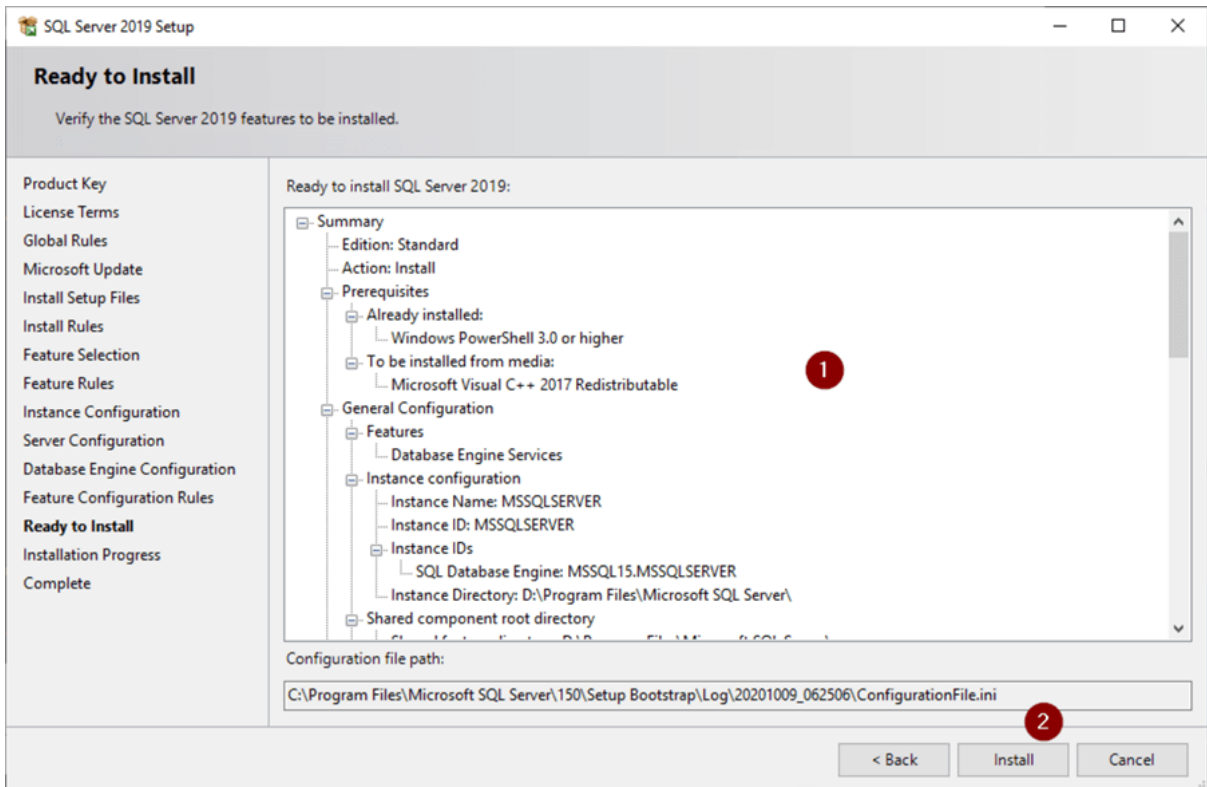 SQL Server 2019 Setup
Ready to Install
Verify the SQL Server 2019 features to be installed.
Product Key
License Terms
Global Rules
Microsoft Update
Install Setup Files
Install Rules
Feature Selection
Feature Rules
Instance Configuration
Server Configuration
Database Engine Configuration
Feature Configuration Rules
Ready to Install
Installation Progress
Complete
Ready to install SQL Server 2019:
Summary
Edition: Standard
Action: Install
Prerequisites
Already installed:
Windows PowerShell 3.0 or higher
To be installed from media:
1
Microsoft Visual C++ 2017 Redistributable
General Configuration
Features
Database Engine Services
Instance configuration
Instance Name: MSSQLSERVER
Instance ID: MSSQLSERVER
Instance IDs
SQL Database Engine: MSSQL15.MSSQLSERVER
Instance Directory: D:\Program Files\Microsoft SQL Server\
Shared component root directory
Configuration file path:
C:\Program Files\Microsoft SQL Server\150\Setup Bootstrap\Log\20201009_062506\ConfigurationFile.ini
2
< Back
Install
Cancel